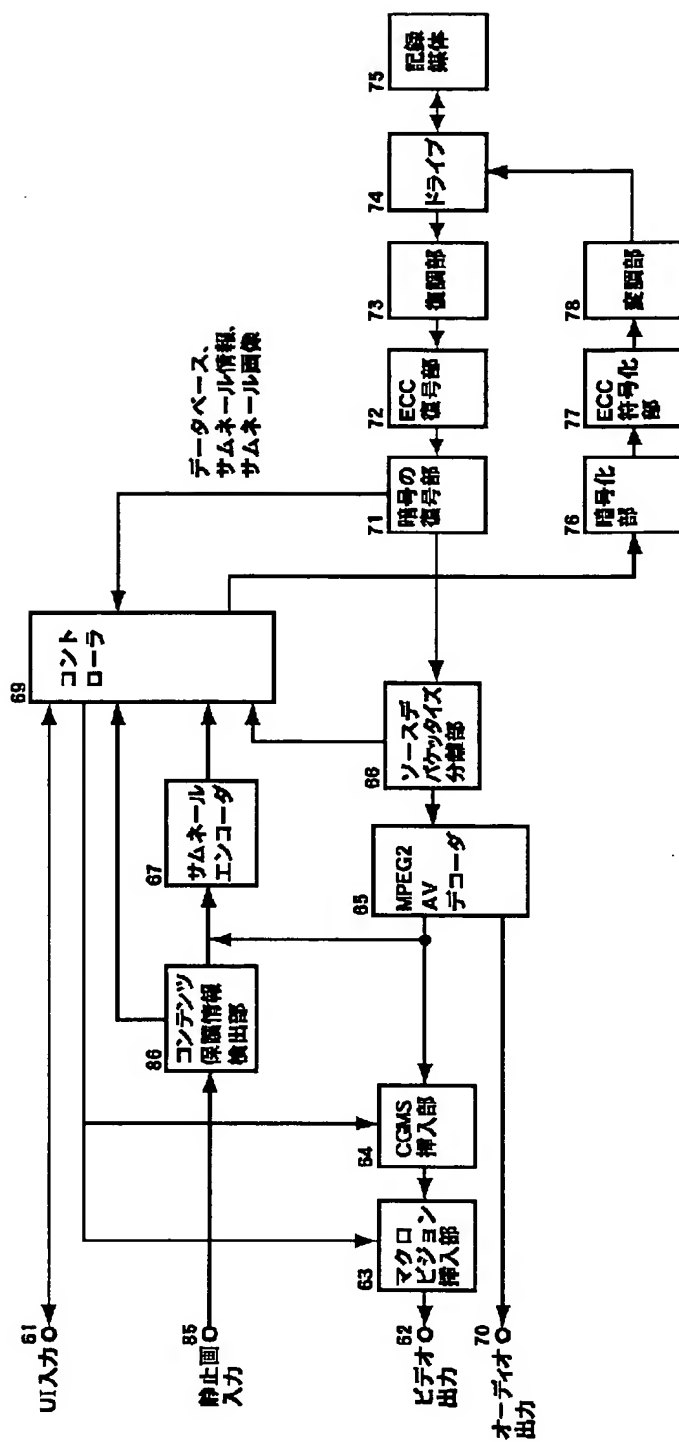 61
UI入力
85
静止画
入力
62
ビデオ
出力
70
オーディオ
出力
63
マクロ
ビジョン
挿入部
64
CGMS
挿入部
86
コンテンツ
保護情報
検出部
67
サムネール
エンコーダ
65
MPEG2
AV
デコーダ
66
ソースデ
パケッタイズ
分離部
69
コント
ローラ
データベース、
サムネール情報、
サムネール画像
71
暗号の
復号部
72
ECC
復号部
73
復調部
74
ドライブ
75
記録
媒体
76
暗号化
部
77
ECC
符号化
部
78
変調部